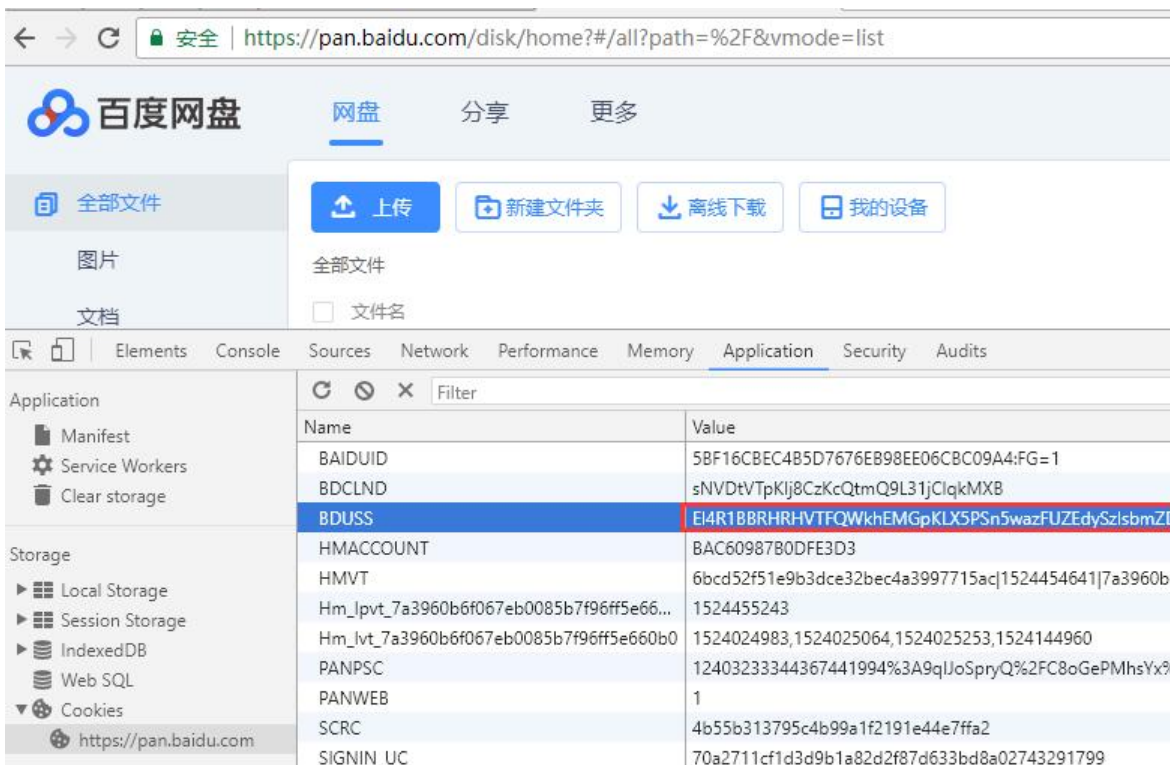 安全 | https://pan.baidu.com/disk/home?#/all?path=%2F&vmode=list
百度网盘 网盘 分享 更多
全部文件 上传 新建文件夹 离线下载 我的设备
图片 全部文件
文档 文件名
Elements Console Sources Network Performance Memory Application Security Audits
Application Filter
Name Value
Manifest
BAIDUID 5BF16CBEC4B5D7676EB98EE06CBC09A4:FG=1
Service Workers
BDCLND sNVDtVTpKlj8CzKcQtmQ9L31jClqkMXB
Clear storage
BDUSS El4R1BBRHRHVTFQWkhEMGpKLX5PSn5wazFUZEdySzlsbmZE
HMACCOUNT BAC60987B0DFE3D3
Storage
HMVT 6bcd52f51e9b3dce32bec4a3997715ac|1524454641|7a3960b
Local Storage
Hm_lpvt_7a3960b6f067eb0085b7f96ff5e66... 1524455243
Session Storage
Hm_lvt_7a3960b6f067eb0085b7f96ff5e660b0 1524024983,1524025064,1524025253,1524144960
IndexedDB
PANPSC 12403233344367441994%3A9qlJoSpryQ%2FC8oGePMhsYx%
Web SQL
PANWEB 1
Cookies
SCRC 4b55b313795c4b99a1f2191e44e7ffa2
https://pan.baidu.com
SIGNIN_UC 70a2711cf1d3d9b1a82d2f87d633bd8a02743291799